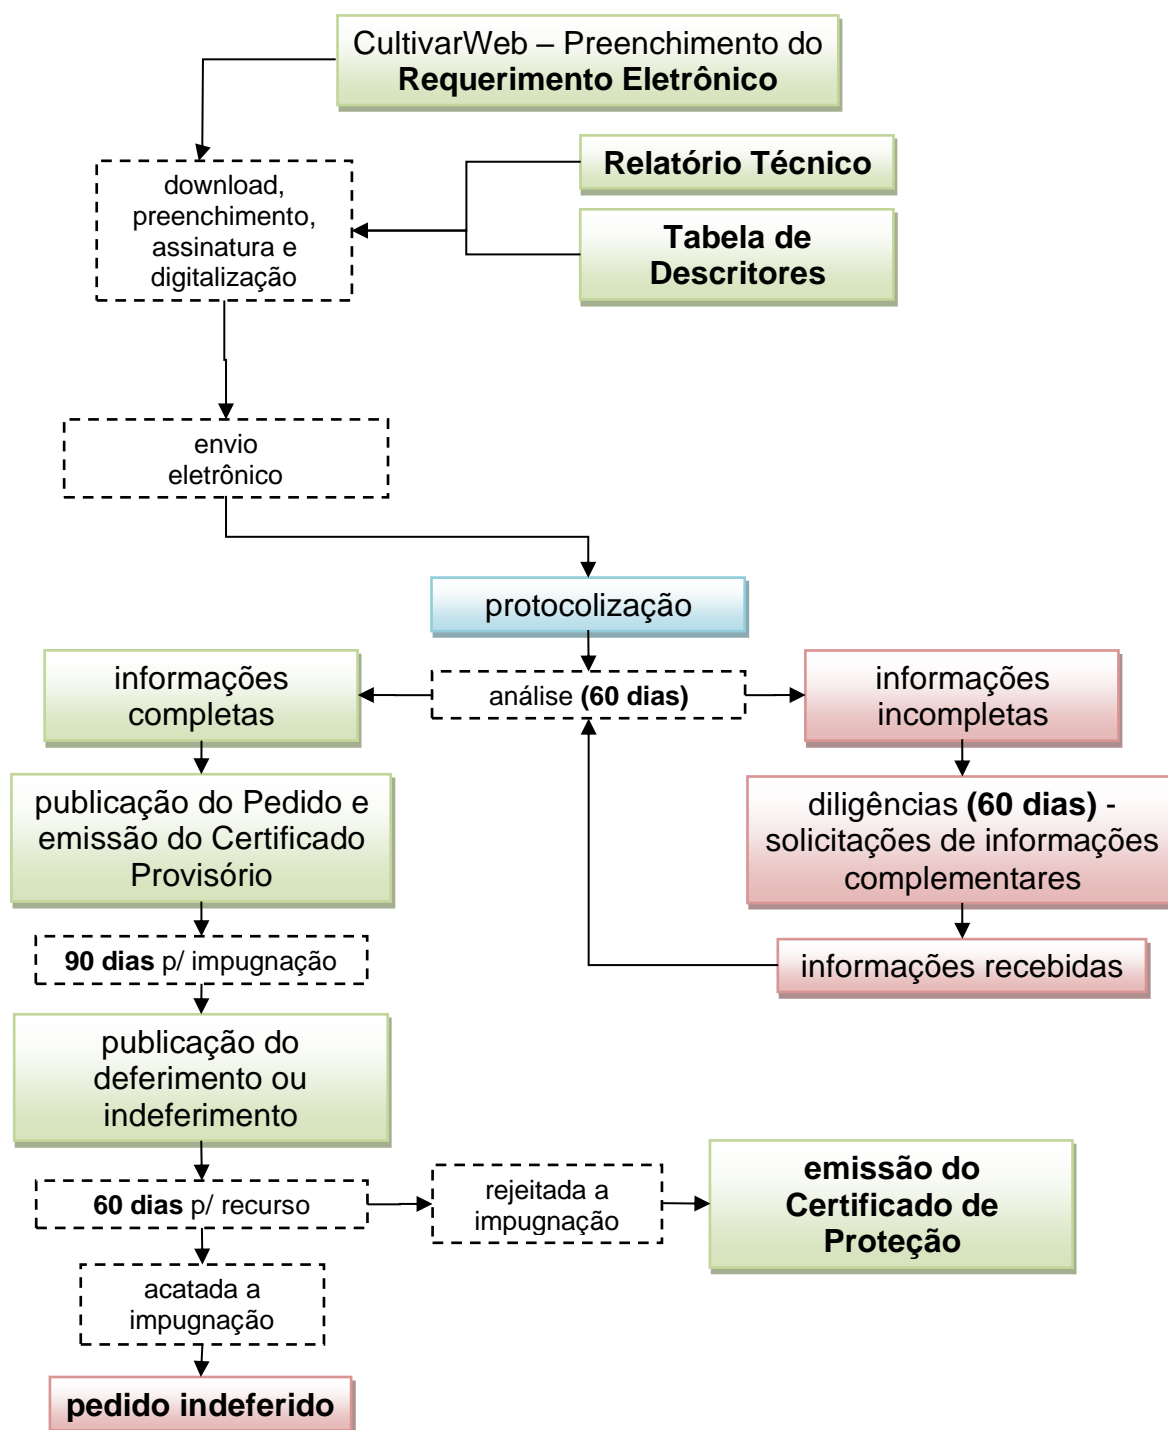 CultivarWeb – Preenchimento do
Requerimento Eletrônico
Relatório Técnico
download,
preenchimento,
assinatura e
digitalização
Tabela de
Descritores
envio
eletrônico
protocolização
informações
completas
análise (60 dias)
informações
incompletas
publicação do Pedido e
emissão do Certificado
Provisório
diligências (60 dias) -
solicitações de informações
complementares
90 dias p/ impugnação
informações recebidas
publicação do
deferimento ou
indeferimento
60 dias p/ recurso
rejeitada a
impugnação
emissão do
Certificado de
Proteção
acatada a
impugnação
pedido indeferido